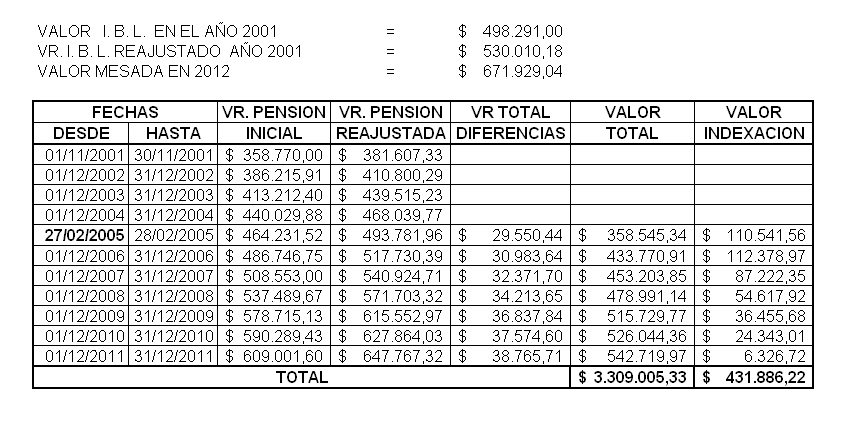 VALOR I. B. L. EN EL AÑO 2001 = $ 498.291,00
VR. I. B. L. REAJUSTADO AÑO 2001 = $ 530.010,18
VALOR MESADA EN 2012 = $ 671.929,04
FECHAS VR. PENSION VR. PENSION VR TOTAL VALOR VALOR
DESDE HASTA INICIAL REAJUSTADA DIFERENCIAS TOTAL INDEXACION
01/11/2001 30/11/2001 $ 358.770,00 $ 381.607,33
01/12/2002 31/12/2002 $ 386.215,91 $ 410.800,29
01/12/2003 31/12/2003 $ 413.212,40 $ 439.515,23
01/12/2004 31/12/2004 $ 440.029,88 $ 468.039,77
27/02/2005 28/02/2005 $ 464.231,52 $ 493.781,96 $ 29.550,44 $ 358.545,34 $ 110.541,56
01/12/2006 31/12/2006 $ 486.746,75 $ 517.730,39 $ 30.983,64 $ 433.770,91 $ 112.378,97
01/12/2007 31/12/2007 $ 508.553,00 $ 540.924,71 $ 32.371,70 $ 453.203,85 $ 87.222,35
01/12/2008 31/12/2008 $ 537.489,67 $ 571.703,32 $ 34.213,65 $ 478.991,14 $ 54.617,92
01/12/2009 31/12/2009 $ 578.715,13 $ 615.552,97 $ 36.837,84 $ 515.729,77 $ 36.455,68
01/12/2010 31/12/2010 $ 590.289,43 $ 627.864,03 $ 37.574,60 $ 526.044,36 $ 24.343,01
01/12/2011 31/12/2011 $ 609.001,60 $ 647.767,32 $ 38.765,71 $ 542.719,97 $ 6.326,72
TOTAL $ 3.309.005,33 $ 431.886,22